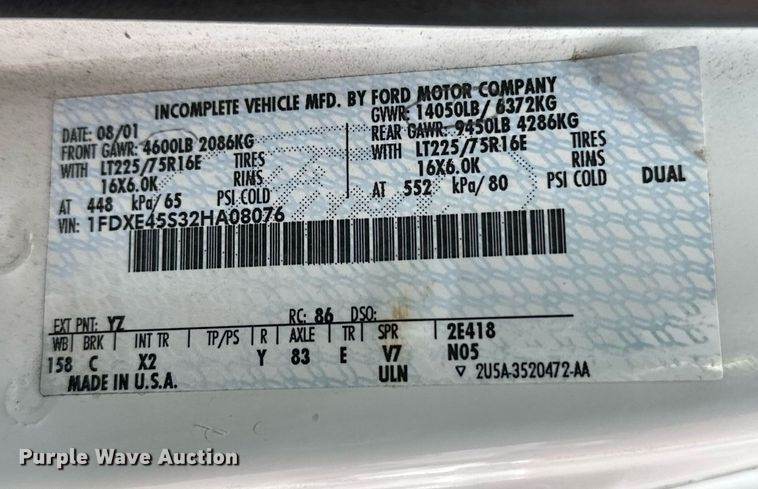 INCOMPLETE VEHICLE MFD. BY FORD MOTOR COMPANY
DATE: 08/01 GVWR: 14050LB/ 6372KG
FRONT GAWR: 4600LB 2086KG REAR GAWR: 9450LB 4286KG
WITH LT225/75R16E TIRES WITH LT225/75R16E TIRES
16X6.0K RIMS 16X6.0K RINS DUAL
AT 448 kPa/65 PSI COLD AT 552 kPa/80 PSI COLD
VIN: 1FDXE45S32HA08076
EXT PNT: YZ RC: 86 DSO:
WB BRK INT TR TP/PS R AXLE TR SPR 2E418
158 C X2 Y 83 E V7 N05
MADE IN U.S.A. ULN ▽ 2U5A-3520472-AA
Purple Wave Auction